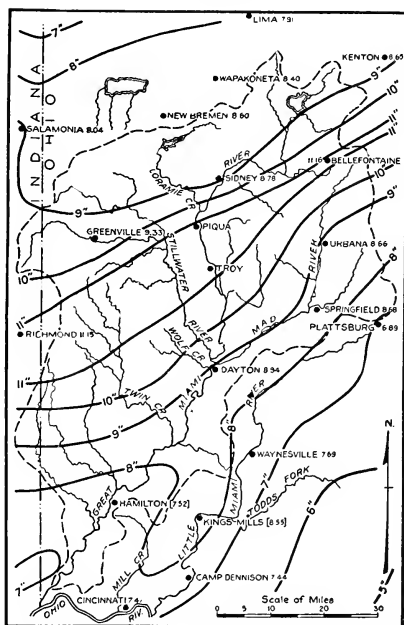 7"
LIMA 7.91
8"
INDIANA
OHIO
KENTON 8.65
WAPAKONETA 8.40
9"
10"
NEW BREMEN 8.60
SALAMONIA 8.04
11"
11"
LORAMIE CR
RIVER
SIDNEY 8.78
11.16 BELLEFONTAINE
10"
9"
GREENVILLE 9.33
PIQUA
STILLWATER
9"
URBANA 8.66
10"
TROY
RIVER
8"
11"
RICHMOND 11.15
RIVER
MAD
SPRINGFIELD 8.68
PLATTSBURG 6.89
WOLF CR
11"
DAYTON 8.94
MIAMI
TWIN CR
10"
RIVER
9"
8"
N.
8"
WAYNESVILLE 7.69
7"
GREAT
MIAMI
TODDS FORK
HAMILTON [7.52]
6"
KINGS MILLS [8.55]
LITTLE
MILL CR
7"
CAMP DENNISON 7.44
5"
OHIO
RIV.
CINCINNATI 7.4
0 10 20 30
Scale of Miles